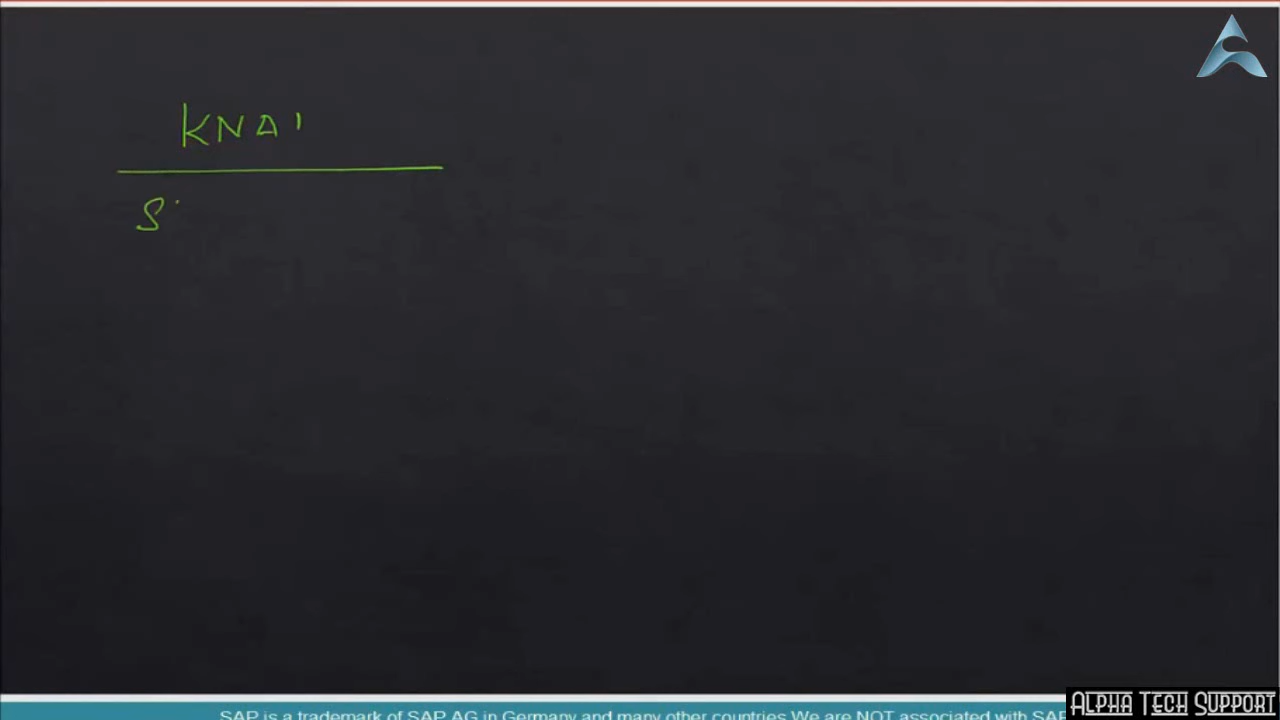 KNA1
S
SAP is a trademark of SAP AG in Germany and many other countries We are NOT associated with SAP
ALPHA TECH SUPPORT